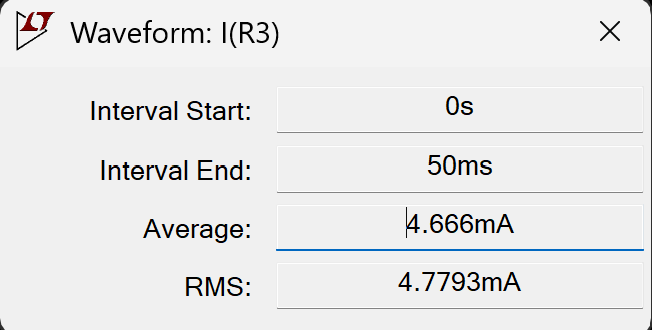 Waveform: I(R3)
Interval Start: 0s
Interval End: 50ms
Average: 4.666mA
RMS: 4.7793mA